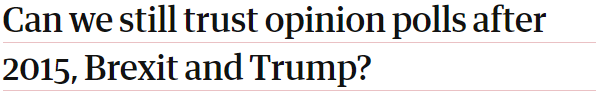 Can we still trust opinion polls after
2015, Brexit and Trump?